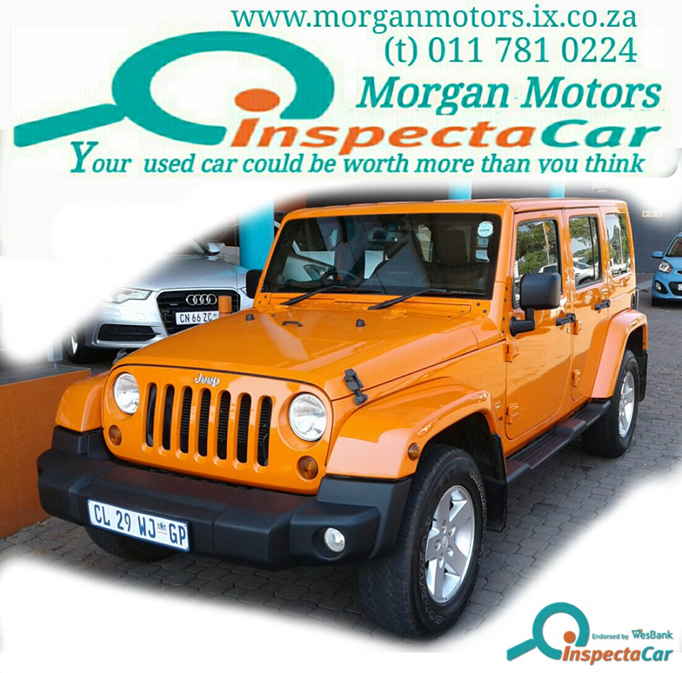 www.morganmotors.ix.co.za
(t) 011 781 0224
Morgan Motors
InspectaCar
Your used car could be worth more than you think
Jeep
CL 29 WJ GP
Endorsed by WesBank
InspectaCar